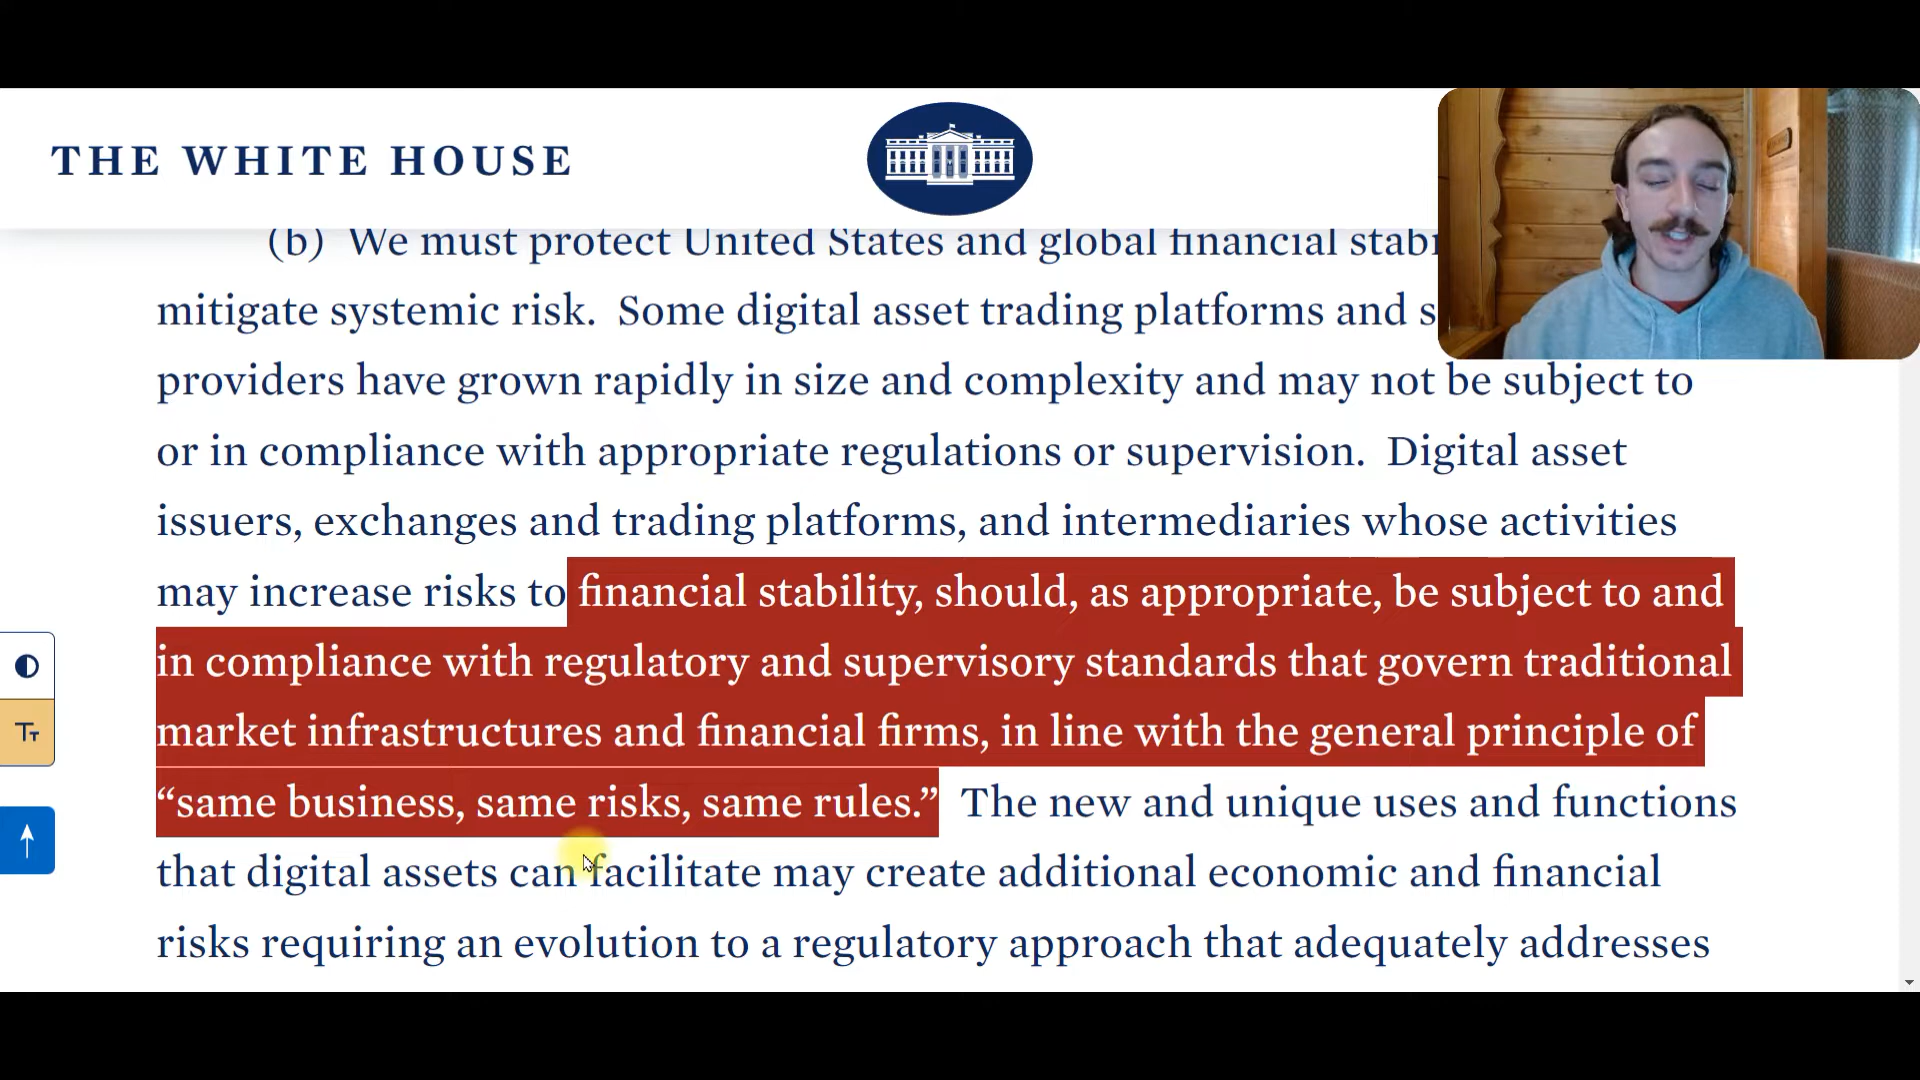 THE WHITE HOUSE
(b) We must protect United States and global financial
mitigate systemic risk. Some digital asset trading platforms and
providers have grown rapidly in size and complexity and may not be subject to
or in compliance with appropriate regulations or supervision. Digital asset
issuers, exchanges and trading platforms, and intermediaries whose activities
may increase risks to financial stability, should, as appropriate, be subject to and
in compliance with regulatory and supervisory standards that govern traditional
market infrastructures and financial firms, in line with the general principle of
“same business, same risks, same rules.” The new and unique uses and functions
that digital assets can facilitate may create additional economic and financial
risks requiring an evolution to a regulatory approach that adequately addresses
TT